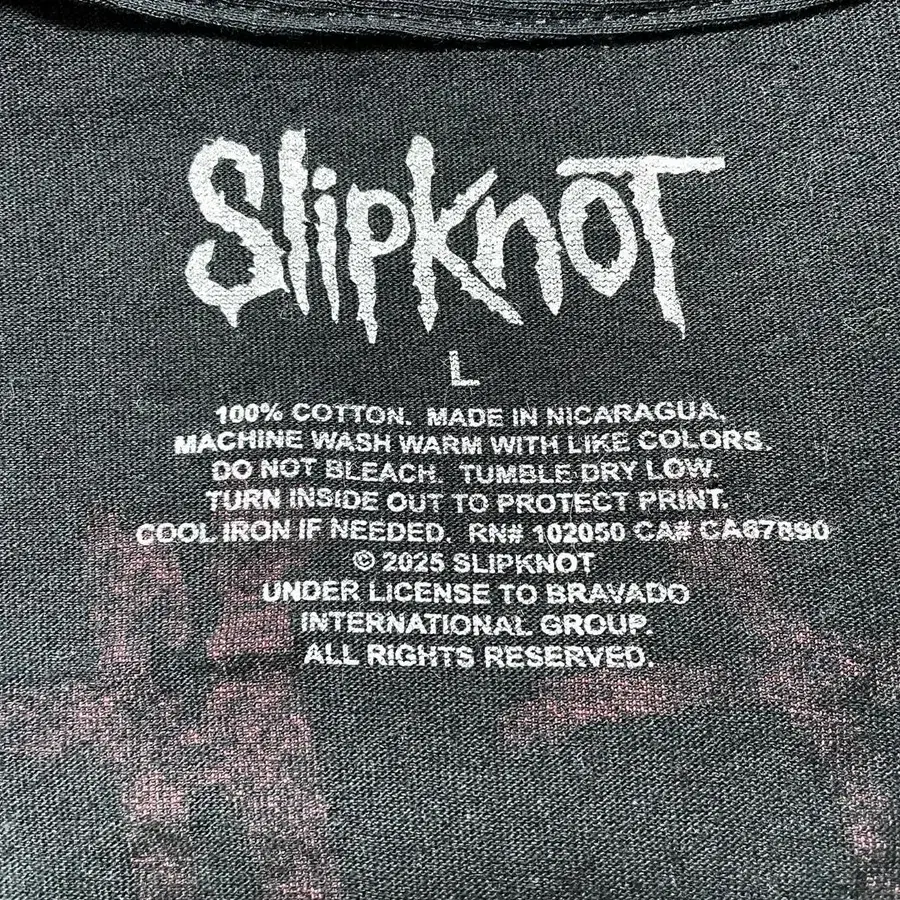 Slipknot
L
100% COTTON. MADE IN NICARAGUA.
MACHINE WASH WARM WITH LIKE COLORS.
DO NOT BLEACH. TUMBLE DRY LOW.
TURN INSIDE OUT TO PROTECT PRINT.
COOL IRON IF NEEDED. RN# 102050 CA# CA67890
© 2025 SLIPKNOT
UNDER LICENSE TO BRAVADO
INTERNATIONAL GROUP.
ALL RIGHTS RESERVED.